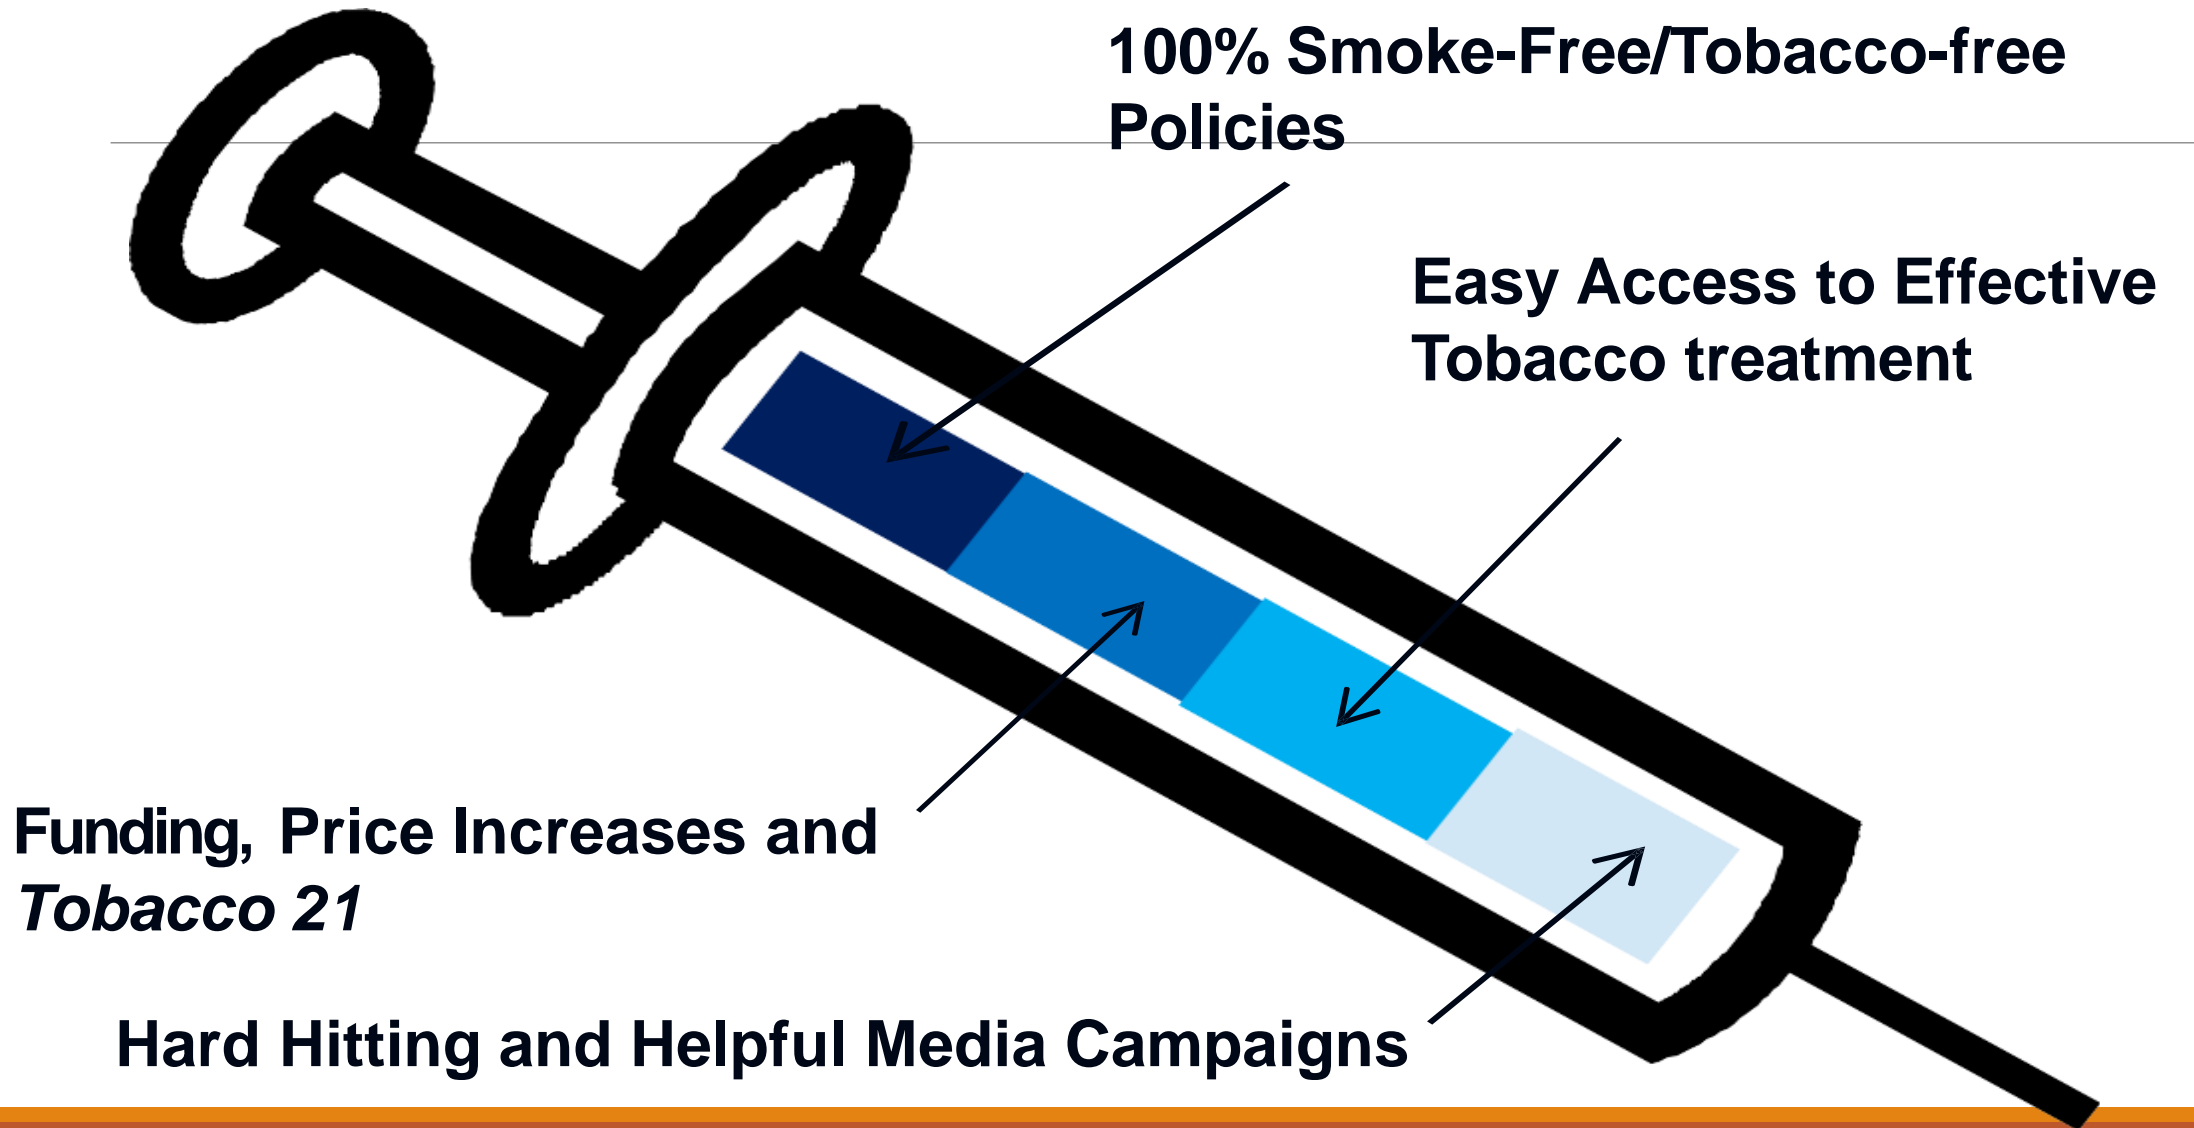 100% Smoke-Free/Tobacco-free
Policies
Easy Access to Effective
Tobacco treatment
Funding, Price Increases and
Tobacco 21
Hard Hitting and Helpful Media Campaigns